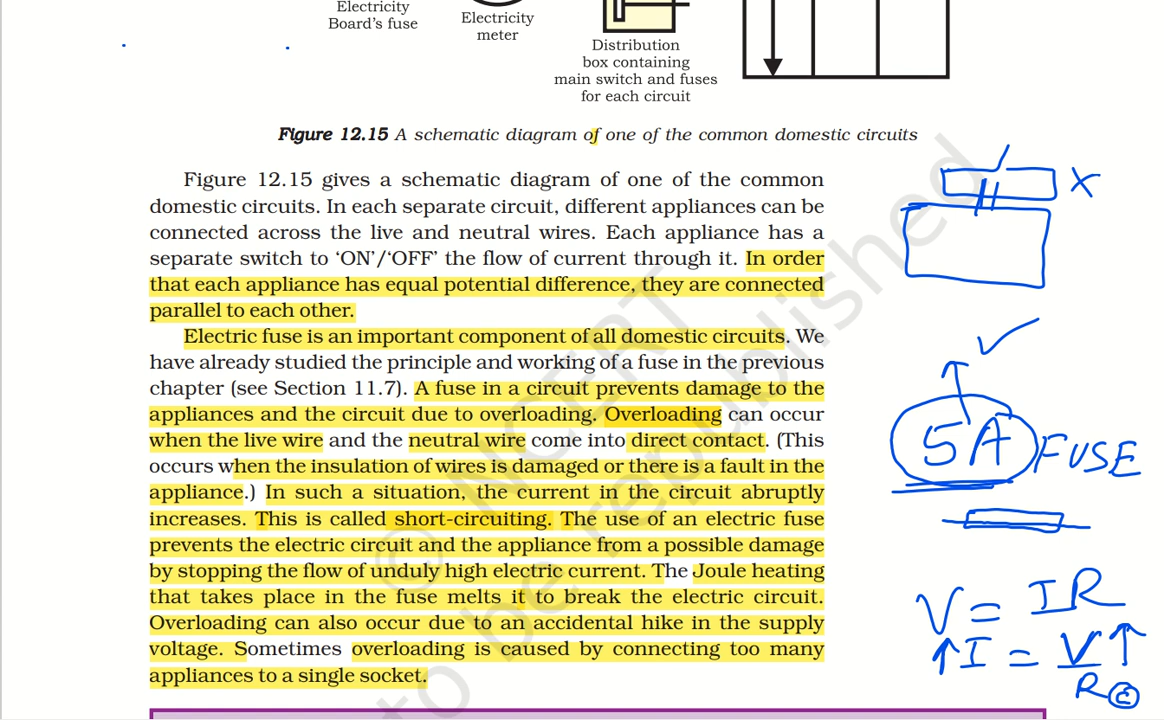 Electricity
Board's fuse
Electricity
meter
Distribution
box containing
main switch and fuses
for each circuit
Figure 12.15 A schematic diagram of one of the common domestic circuits
Figure 12.15 gives a schematic diagram of one of the common
domestic circuits. In each separate circuit, different appliances can be
connected across the live and neutral wires. Each appliance has a
separate switch to ‘ON’/‘OFF’ the flow of current through it. In order
that each appliance has equal potential difference, they are connected
parallel to each other.
Electric fuse is an important component of all domestic circuits. We
have already studied the principle and working of a fuse in the previous
chapter (see Section 11.7). A fuse in a circuit prevents damage to the
appliances and the circuit due to overloading. Overloading can occur
when the live wire and the neutral wire come into direct contact. (This
occurs when the insulation of wires is damaged or there is a fault in the
appliance.) In such a situation, the current in the circuit abruptly
increases. This is called short-circuiting. The use of an electric fuse
prevents the electric circuit and the appliance from a possible damage
by stopping the flow of unduly high electric current. The Joule heating
that takes place in the fuse melts it to break the electric circuit.
Overloading can also occur due to an accidental hike in the supply
voltage. Sometimes overloading is caused by connecting too many
appliances to a single socket.
© NCERT
to be republished
X
5A FUSE
V = IR
↑I = V↑
R